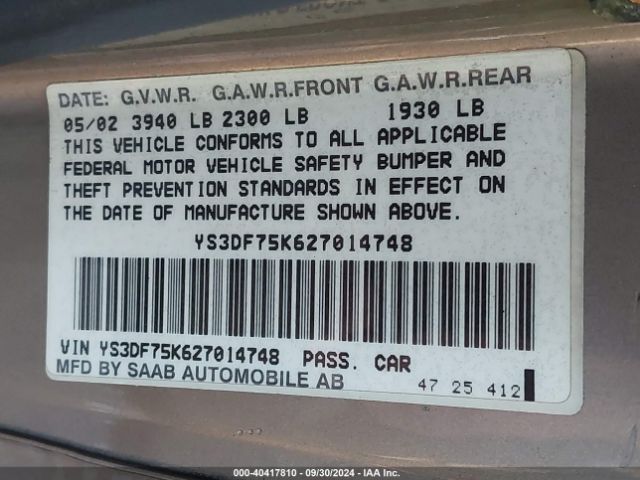 DATE: G.V.W.R. G.A.W.R.FRONT G.A.W.R.REAR
05/02 3940 LB 2300 LB 1930 LB
THIS VEHICLE CONFORMS TO ALL APPLICABLE
FEDERAL MOTOR VEHICLE SAFETY BUMPER AND
THEFT PREVENTION STANDARDS IN EFFECT ON
THE DATE OF MANUFACTURE SHOWN ABOVE.
YS3DF75K627014748
VIN YS3DF75K627014748 PASS. CAR
MFD BY SAAB AUTOMOBILE AB
47 25 412
000-40417810 - 09/30/2024 - IAA Inc.